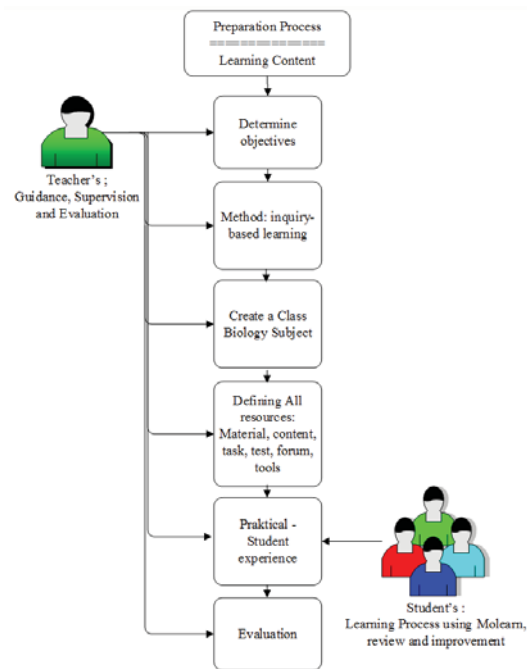 Preparation Process
================
Learning Content
Determine
objectives
Teacher's ;
Guidance, Supervision
and Evaluation
Method: inquiry-
based learning
Create a Class
Biology Subject
Defining All
resources:
Material, content,
task, test, forum,
tools
Praktical -
Student
experience
Student's :
Learning Process using Molearn,
review and improvement
Evaluation